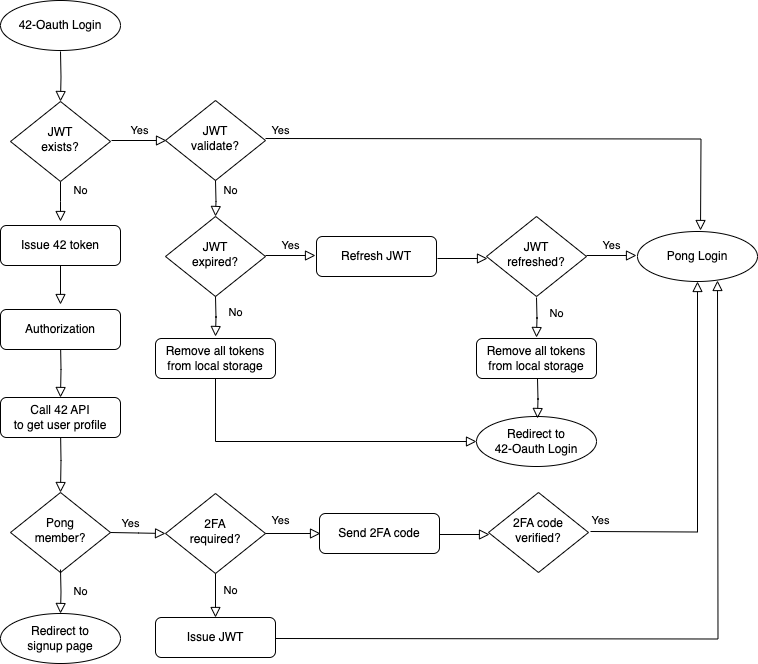 42-Oauth Login
JWT
exists?
Yes
JWT
validate?
Yes
No
No
Issue 42 token
JWT
expired?
Yes
Refresh JWT
JWT
refreshed?
Yes
Pong Login
No
No
Authorization
Remove all tokens
from local storage
Remove all tokens
from local storage
Call 42 API
to get user profile
Redirect to
42-Oauth Login
Pong
member?
Yes
2FA
required?
Yes
Send 2FA code
2FA code
verified?
Yes
No
No
Redirect to
signup page
Issue JWT